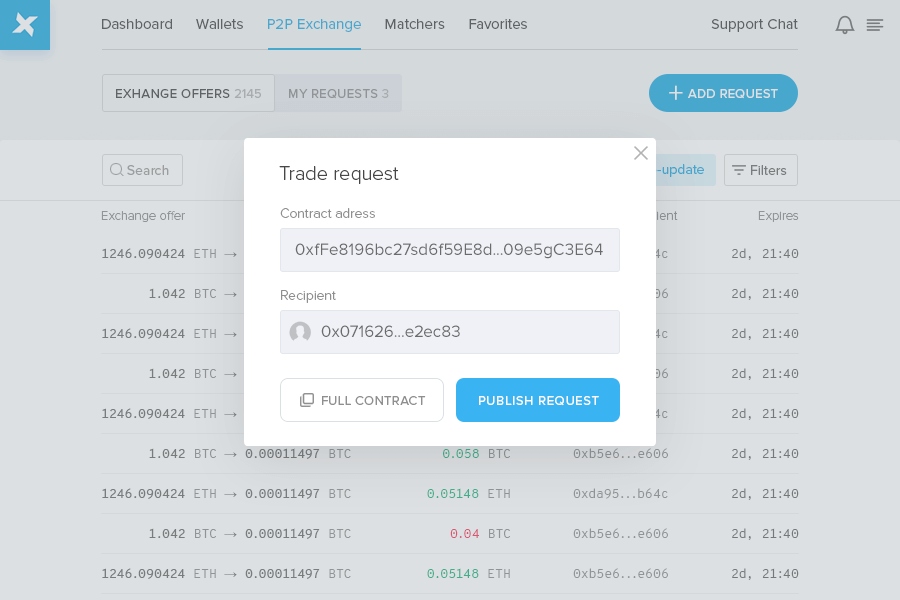 Dashboard Wallets P2P Exchange Matchers Favorites Support Chat
EXHANGE OFFERS 2145 MY REQUESTS 3 + ADD REQUEST
Search -update Filters
Exchange offer Expires
Trade request
Contract adress
0xfFe8196bc27sd6f59E8d...09e5gC3E64
Recipient
0x071626...e2ec83
FULL CONTRACT PUBLISH REQUEST
1246.090424 ETH → 2d, 21:40
1.042 BTC → 2d, 21:40
1246.090424 ETH → 2d, 21:40
1.042 BTC → 2d, 21:40
1246.090424 ETH → 2d, 21:40
1.042 BTC → 0.00011497 BTC 0.058 BTC 0xb5e6...e606 2d, 21:40
1246.090424 ETH → 0.00011497 BTC 0.05148 ETH 0xda95...b64c 2d, 21:40
1.042 BTC → 0.00011497 BTC 0.04 BTC 0xb5e6...e606 2d, 21:40
1246.090424 ETH → 0.00011497 BTC 0.05148 ETH 0xb5e6...e606 2d, 21:40